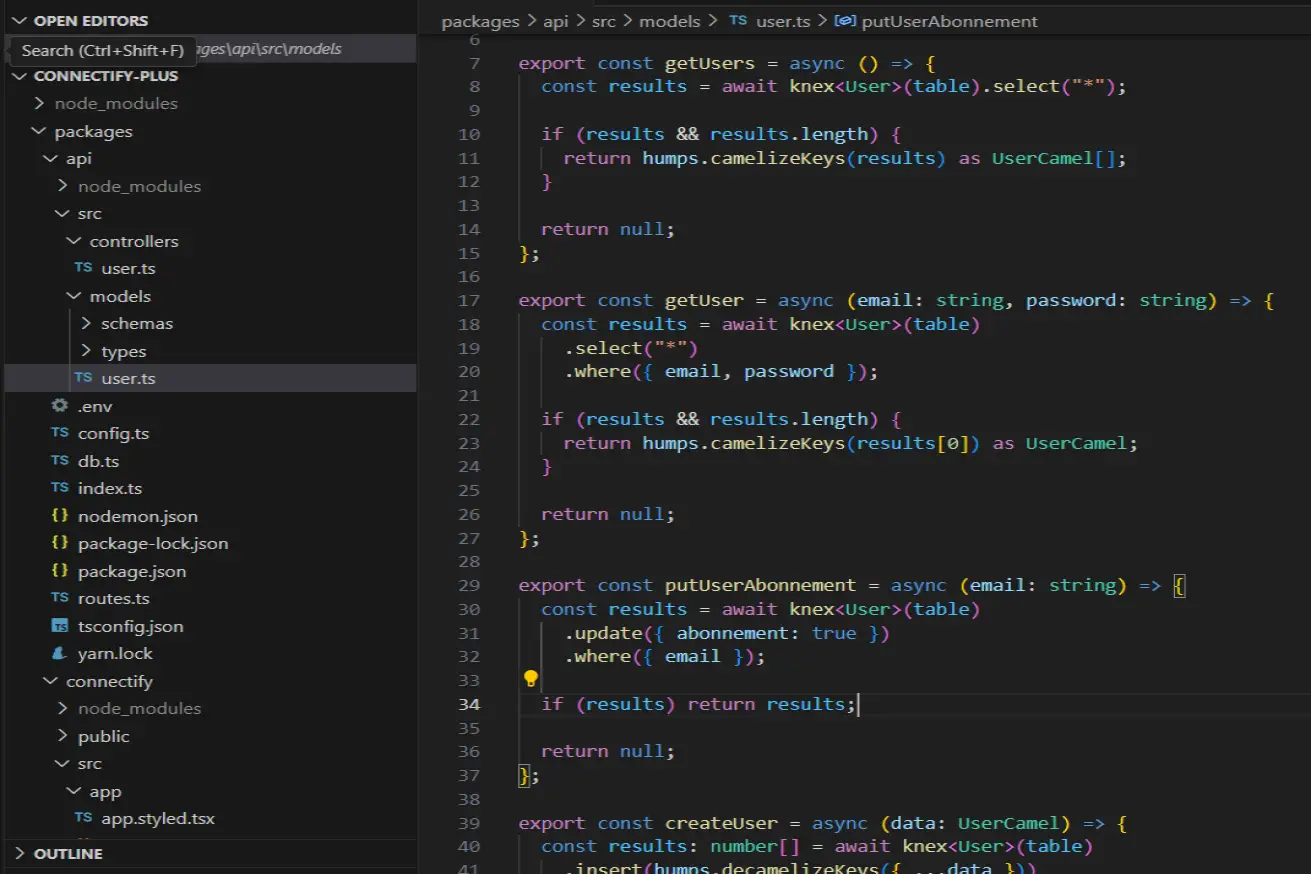 OPEN EDITORS
Search (Ctrl+Shift+F)
ges\api\src\models
CONNECTIFY-PLUS
node_modules
packages
api
node_modules
src
controllers
TS user.ts
models
schemas
types
TS user.ts
.env
TS config.ts
TS db.ts
TS index.ts
{} nodemon.json
{} package-lock.json
{} package.json
TS routes.ts
TS tsconfig.json
yarn.lock
connectify
node_modules
public
src
app
TS app.styled.tsx
OUTLINE
packages > api > src > models > TS user.ts > putUserAbonnement
6
7 export const getUsers = async () => {
8 const results = await knex<User>(table).select("*");
9
10 if (results && results.length) {
11 return humps.camelizeKeys(results) as UserCamel[];
12 }
13
14 return null;
15 };
16
17 export const getUser = async (email: string, password: string) => {
18 const results = await knex<User>(table)
19 .select("*")
20 .where({ email, password });
21
22 if (results && results.length) {
23 return humps.camelizeKeys(results[0]) as UserCamel;
24 }
25
26 return null;
27 };
28
29 export const putUserAbonnement = async (email: string) => {
30 const results = await knex<User>(table)
31 .update({ abonnement: true })
32 .where({ email });
33
34 if (results) return results;
35
36 return null;
37 };
38
39 export const createUser = async (data: UserCamel) => {
40 const results: number[] = await knex<User>(table)
41 .insert(humps.decamelizeKeys({ ...data }))